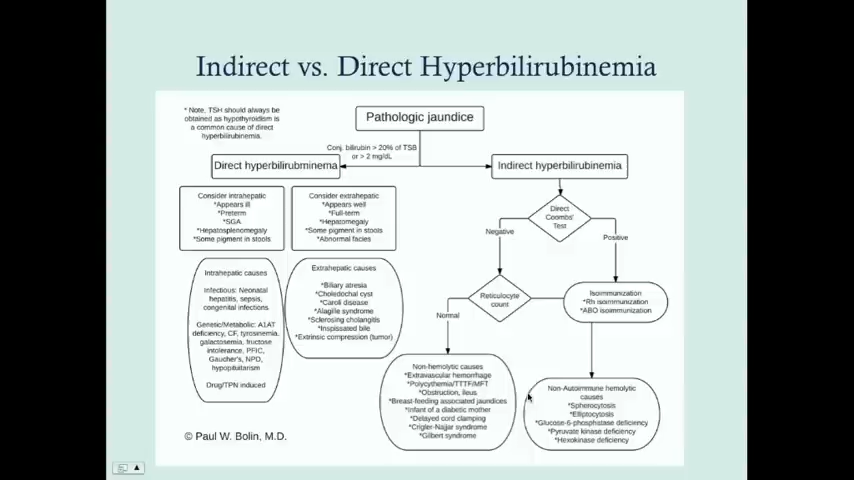 Indirect vs. Direct Hyperbilirubinemia
* Note, TSH should always be
obtained as hypothyroidism is
a common cause of direct
hyperbilirubinemia.
Pathologic jaundice
Conj. bilirubin > 20% of TSB
or > 2 mg/dL
Direct hyperbilirubminema
Indirect hyperbilirubinemia
Consider intrahepatic
*Appears ill
*Preterm
*SGA
*Hepatosplenomegaly
*Some pigment in stools
Consider extrahepatic
*Appears well
*Full-term
*Hepatomegaly
*Some pigment in stools
*Abnormal facies
Direct
Coombs'
Test
Negative
Positive
Intrahepatic causes
Infectious: Neonatal
hepatitis, sepsis,
congenital infections
Genetic/Metabolic: A1AT
deficiency, CF, tyrosinemia,
galactosemia, fructose
intolerance, PFIC,
Gaucher's, NPD,
hypopituitarism
Drug/TPN induced
Extrahepatic causes
*Biliary atresia
*Choledochal cyst
*Caroli disease
*Alagille syndrome
*Sclerosing cholangitis
*Inspissated bile
*Extrinsic compression (tumor)
Reticulocyte
count
Isoimmunization
*Rh isoimmunization
*ABO isoimmunization
Normal
Non-hemolytic causes
*Extravascular hemorrhage
*Polycythemia/TTTF/MFT
*Obstruction, ileus
*Breast-feeding associated jaundices
*Infant of a diabetic mother
*Delayed cord clamping
*Crigler-Najjar syndrome
*Gilbert syndrome
Non-Autoimmune hemolytic
causes
*Spherocytosis
*Elliptocytosis
*Glucose-6-phosphatase deficiency
*Pyruvate kinase deficiency
*Hexokinase deficiency
© Paul W. Bolin, M.D.